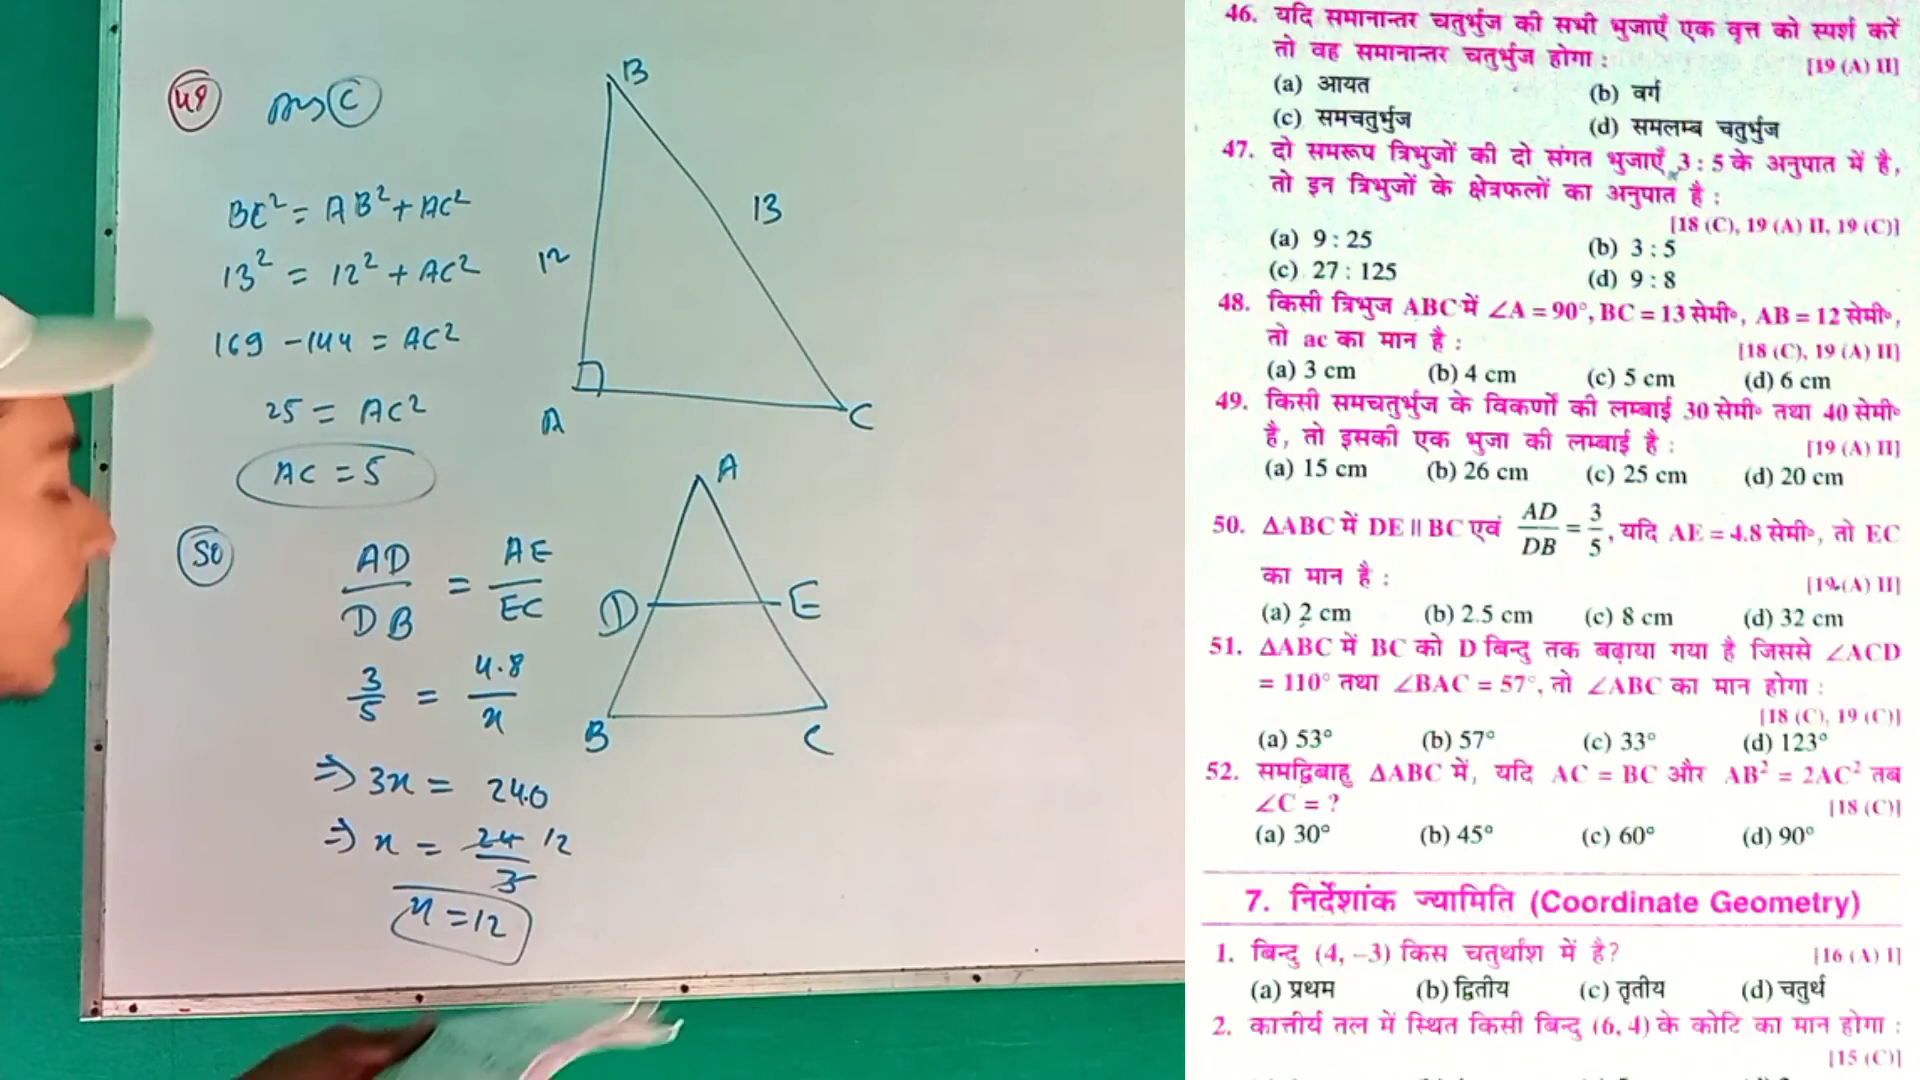 48 Ans (C)
BC² = AB² + AC²
13² = 12² + AC²
169 - 144 = AC²
25 = AC²
AC = 5
B
12
13
A
C
50
AD/DB = AE/EC
3/5 = 4.8/x
⇒ 3x = 24.0
⇒ x = 24/3 12
x = 12
A
D
E
B
C
46. यदि समानान्तर चतुर्भुज की सभी भुजाएँ एक वृत्त को स्पर्श करें
तो वह समानान्तर चतुर्भुज होगा : [19 (A) II]
(a) आयत (b) वर्ग
(c) समचतुर्भुज (d) समलम्ब चतुर्भुज
47. दो समरूप त्रिभुजों की दो संगत भुजाएँ 3 : 5 के अनुपात में है,
तो इन त्रिभुजों के क्षेत्रफलों का अनुपात है :
[18 (C), 19 (A) II, 19 (C)]
(a) 9 : 25 (b) 3 : 5
(c) 27 : 125 (d) 9 : 8
48. किसी त्रिभुज ABC में ∠A = 90°, BC = 13 सेमी॰, AB = 12 सेमी॰,
तो ac का मान है : [18 (C), 19 (A) II]
(a) 3 cm (b) 4 cm (c) 5 cm (d) 6 cm
49. किसी समचतुर्भुज के विकर्णों की लम्बाई 30 सेमी॰ तथा 40 सेमी॰
है, तो इसकी एक भुजा की लम्बाई है : [19 (A) II]
(a) 15 cm (b) 26 cm (c) 25 cm (d) 20 cm
50. ΔABC में DE || BC एवं AD/DB = 3/5, यदि AE = 4.8 सेमी॰, तो EC
का मान है : [19 (A) II]
(a) 2 cm (b) 2.5 cm (c) 8 cm (d) 32 cm
51. ΔABC में BC को D बिन्दु तक बढ़ाया गया है जिससे ∠ACD
= 110° तथा ∠BAC = 57°, तो ∠ABC का मान होगा :
[18 (C), 19 (C)]
(a) 53° (b) 57° (c) 33° (d) 123°
52. समद्विबाहु ΔABC में, यदि AC = BC और AB² = 2AC² तब
∠C = ? [18 (C)]
(a) 30° (b) 45° (c) 60° (d) 90°
7. निर्देशांक ज्यामिति (Coordinate Geometry)
1. बिन्दु (4, –3) किस चतुर्थांश में है? [16 (A) I]
(a) प्रथम (b) द्वितीय (c) तृतीय (d) चतुर्थ
2. कार्त्तीय तल में स्थित किसी बिन्दु (6, 4) के कोटि का मान होगा :
[15 (C)]